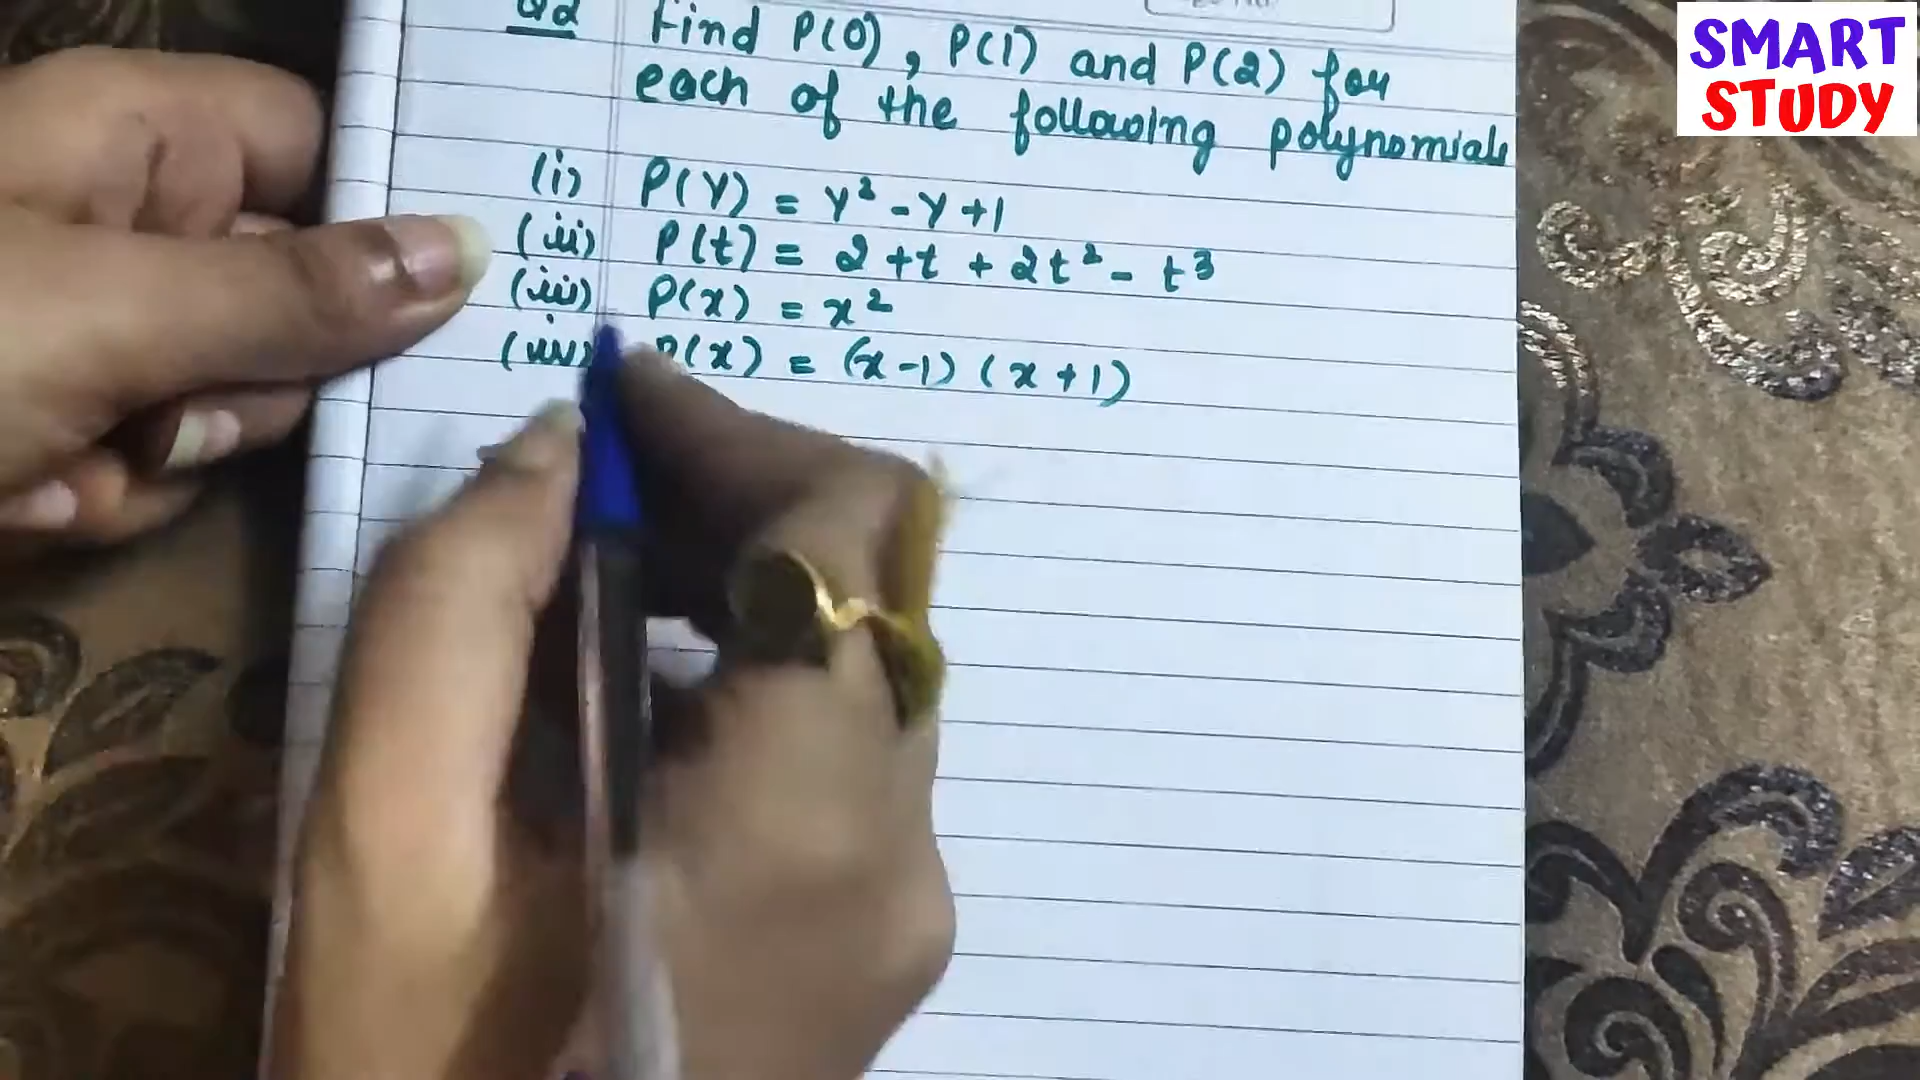 Q2 Find P(0), P(1) and P(2) for
each of the following polynomials
(i) P(y) = y² - y + 1
(ii) P(t) = 2 + t + 2t² - t³
(iii) P(x) = x²
(iv) P(x) = (x-1) (x+1)
SMART
STUDY